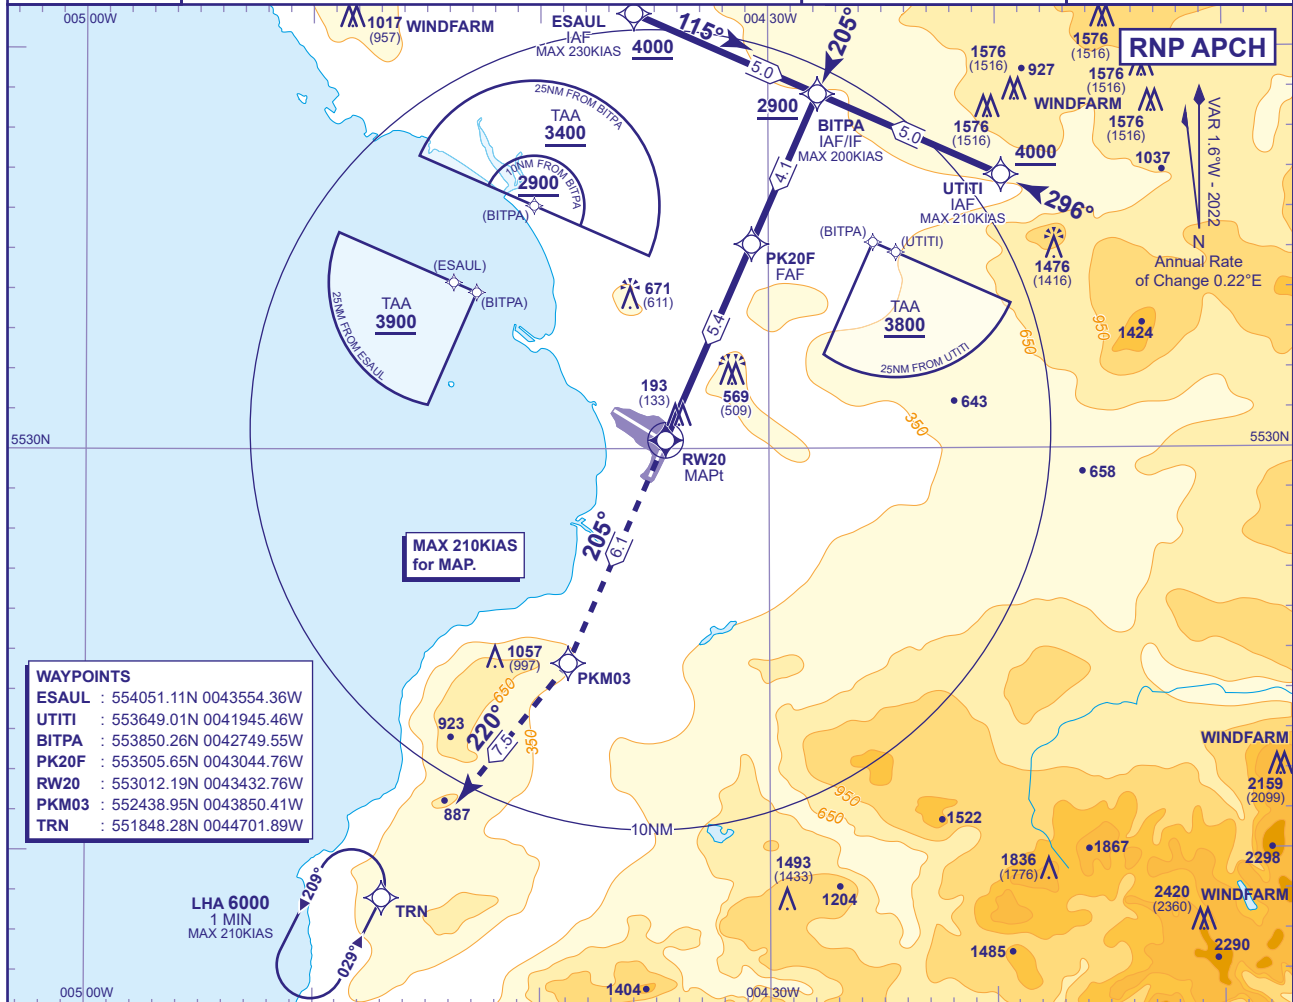 005 00W
1017
(957)
WINDFARM
ESAUL
IAF
MAX 230KIAS
4000
115°
5.0
004 30W
205°
2900
BITPA
IAF/IF
MAX 200KIAS
5.0
4000
UTITI
IAF
MAX 210KIAS
296°
1576
(1516)
927
1576
(1516)
1576
(1516)
WINDFARM
1576
(1516)
1576
(1516)
1037
RNP APCH
VAR 1.6°W - 2022
N
Annual Rate
of Change 0.22°E
25NM FROM BITPA
TAA
3400
10NM FROM BITPA
2900
(BITPA)
4.1
(ESAUL)
(BITPA)
TAA
3900
25NM FROM ESAUL
671
(611)
PK20F
FAF
5.4
(BITPA)
(UTITI)
TAA
3800
25NM FROM UTITI
1476
(1416)
650
950
1424
193
(133)
569
(509)
643
350
5530N
5530N
RW20
MAPt
658
MAX 210KIAS
for MAP.
205°
6.1
1057
(997)
650
PKM03
923
220°
7.5
350
887
WAYPOINTS
ESAUL : 554051.11N 0043554.36W
UTITI : 553649.01N 0041945.46W
BITPA : 553850.26N 0042749.55W
PK20F : 553505.65N 0043044.76W
RW20 : 553012.19N 0043432.76W
PKM03 : 552438.95N 0043850.41W
TRN : 551848.28N 0044701.89W
10NM
950
650
1522
WINDFARM
2159
(2099)
1867
2298
1493
(1433)
1204
1836
(1776)
2420
(2360)
WINDFARM
2290
1485
LHA 6000
1 MIN
MAX 210KIAS
209°
029°
TRN
1404
005 00W
004 30W